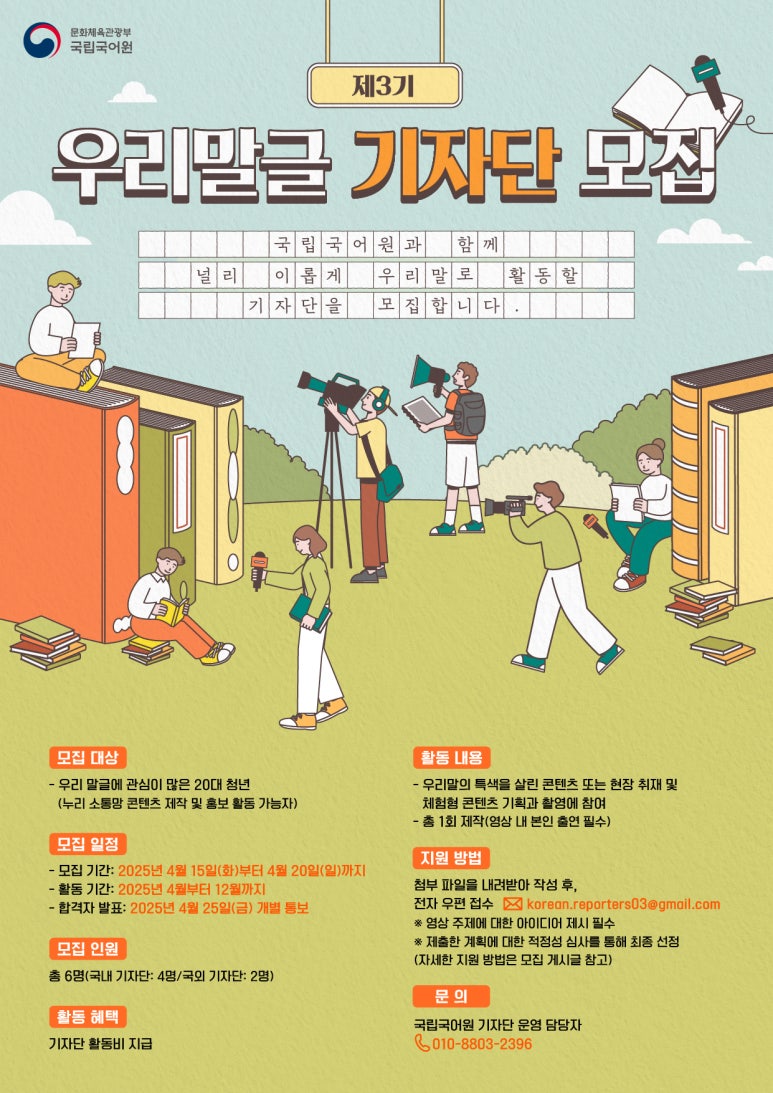 문화체육관광부
국립국어원
제3기
우리말글 기자단 모집
국립국어원과 함께
널리 이롭게 우리말로 활동할
기자단을 모집합니다.
모집 대상
- 우리 말글에 관심이 많은 20대 청년
(누리 소통망 콘텐츠 제작 및 홍보 활동 가능자)
모집 일정
- 모집 기간: 2025년 4월 15일(화)부터 4월 20일(일)까지
- 활동 기간: 2025년 4월부터 12월까지
- 합격자 발표: 2025년 4월 25일(금) 개별 통보
모집 인원
총 6명(국내 기자단: 4명/국외 기자단: 2명)
활동 혜택
기자단 활동비 지급
활동 내용
- 우리말의 특색을 살린 콘텐츠 또는 현장 취재 및
체험형 콘텐츠 기획과 촬영에 참여
- 총 1회 제작(영상 내 본인 출연 필수)
지원 방법
첨부 파일을 내려받아 작성 후,
전자 우편 접수 korean.reporters03@gmail.com
※ 영상 주제에 대한 아이디어 제시 필수
※ 제출한 계획에 대한 적정성 심사를 통해 최종 선정
(자세한 지원 방법은 모집 게시글 참고)
문 의
국립국어원 기자단 운영 담당자
010-8803-2396